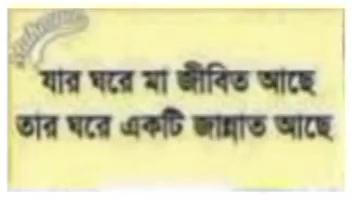 যার ঘরে মা জীবিত আছে
তার ঘরে একটি জান্নাত আছে